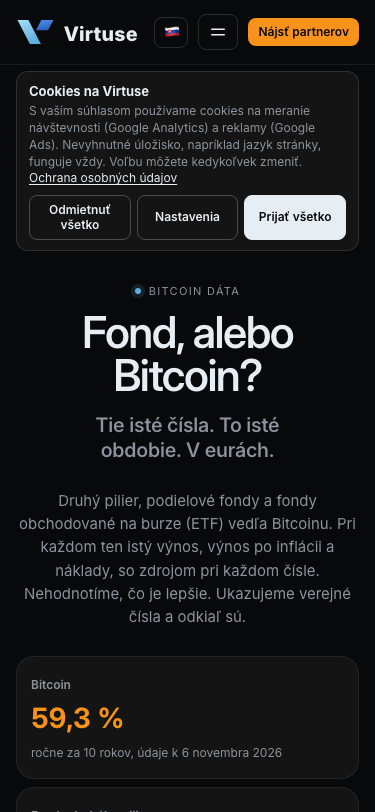 Virtuse
Nájsť partnerov
Cookies na Virtuse
S vaším súhlasom používame cookies na meranie
návštevnosti (Google Analytics) a reklamy (Google
Ads). Nevyhnutné úložisko, napríklad jazyk stránky,
funguje vždy. Voľbu môžete kedykoľvek zmeniť.
Ochrana osobných údajov
Odmietnuť
všetko
Nastavenia
Prijať všetko
BITCOIN DÁTA
Fond, alebo
Bitcoin?
Tie isté čísla. To isté
obdobie. V eurách.
Druhý pilier, podielové fondy a fondy
obchodované na burze (ETF) vedľa Bitcoinu. Pri
každom ten istý výnos, výnos po inflácii a
náklady, so zdrojom pri každom čísle.
Nehodnotíme, čo je lepšie. Ukazujeme verejné
čísla a odkiaľ sú.
Bitcoin
59,3 %
ročne za 10 rokov, údaje k 6 novembra 2026